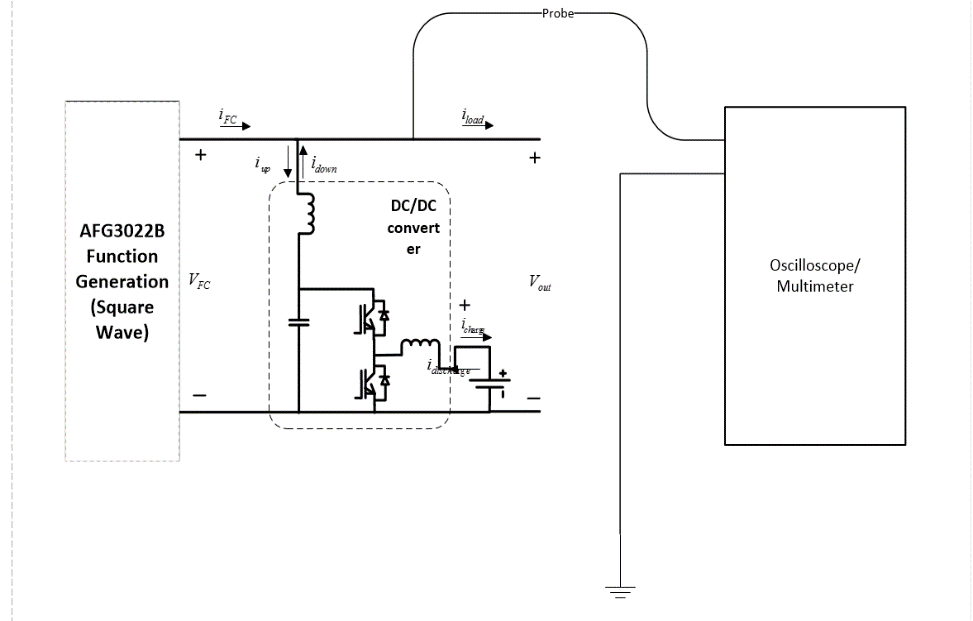 Probe
i_FC
i_load
+
+
i_up
i_down
DC/DC
convert
er
AFG3022B
Function
Generation
(Square
Wave)
V_FC
V_out
Oscilloscope/
Multimeter
+
i_charge
i_discharge
+
−
−